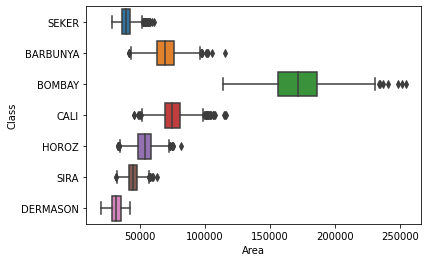 SEKER
BARBUNYA
BOMBAY
CALI
HOROZ
SIRA
DERMASON
Class
50000 100000 150000 200000 250000
Area